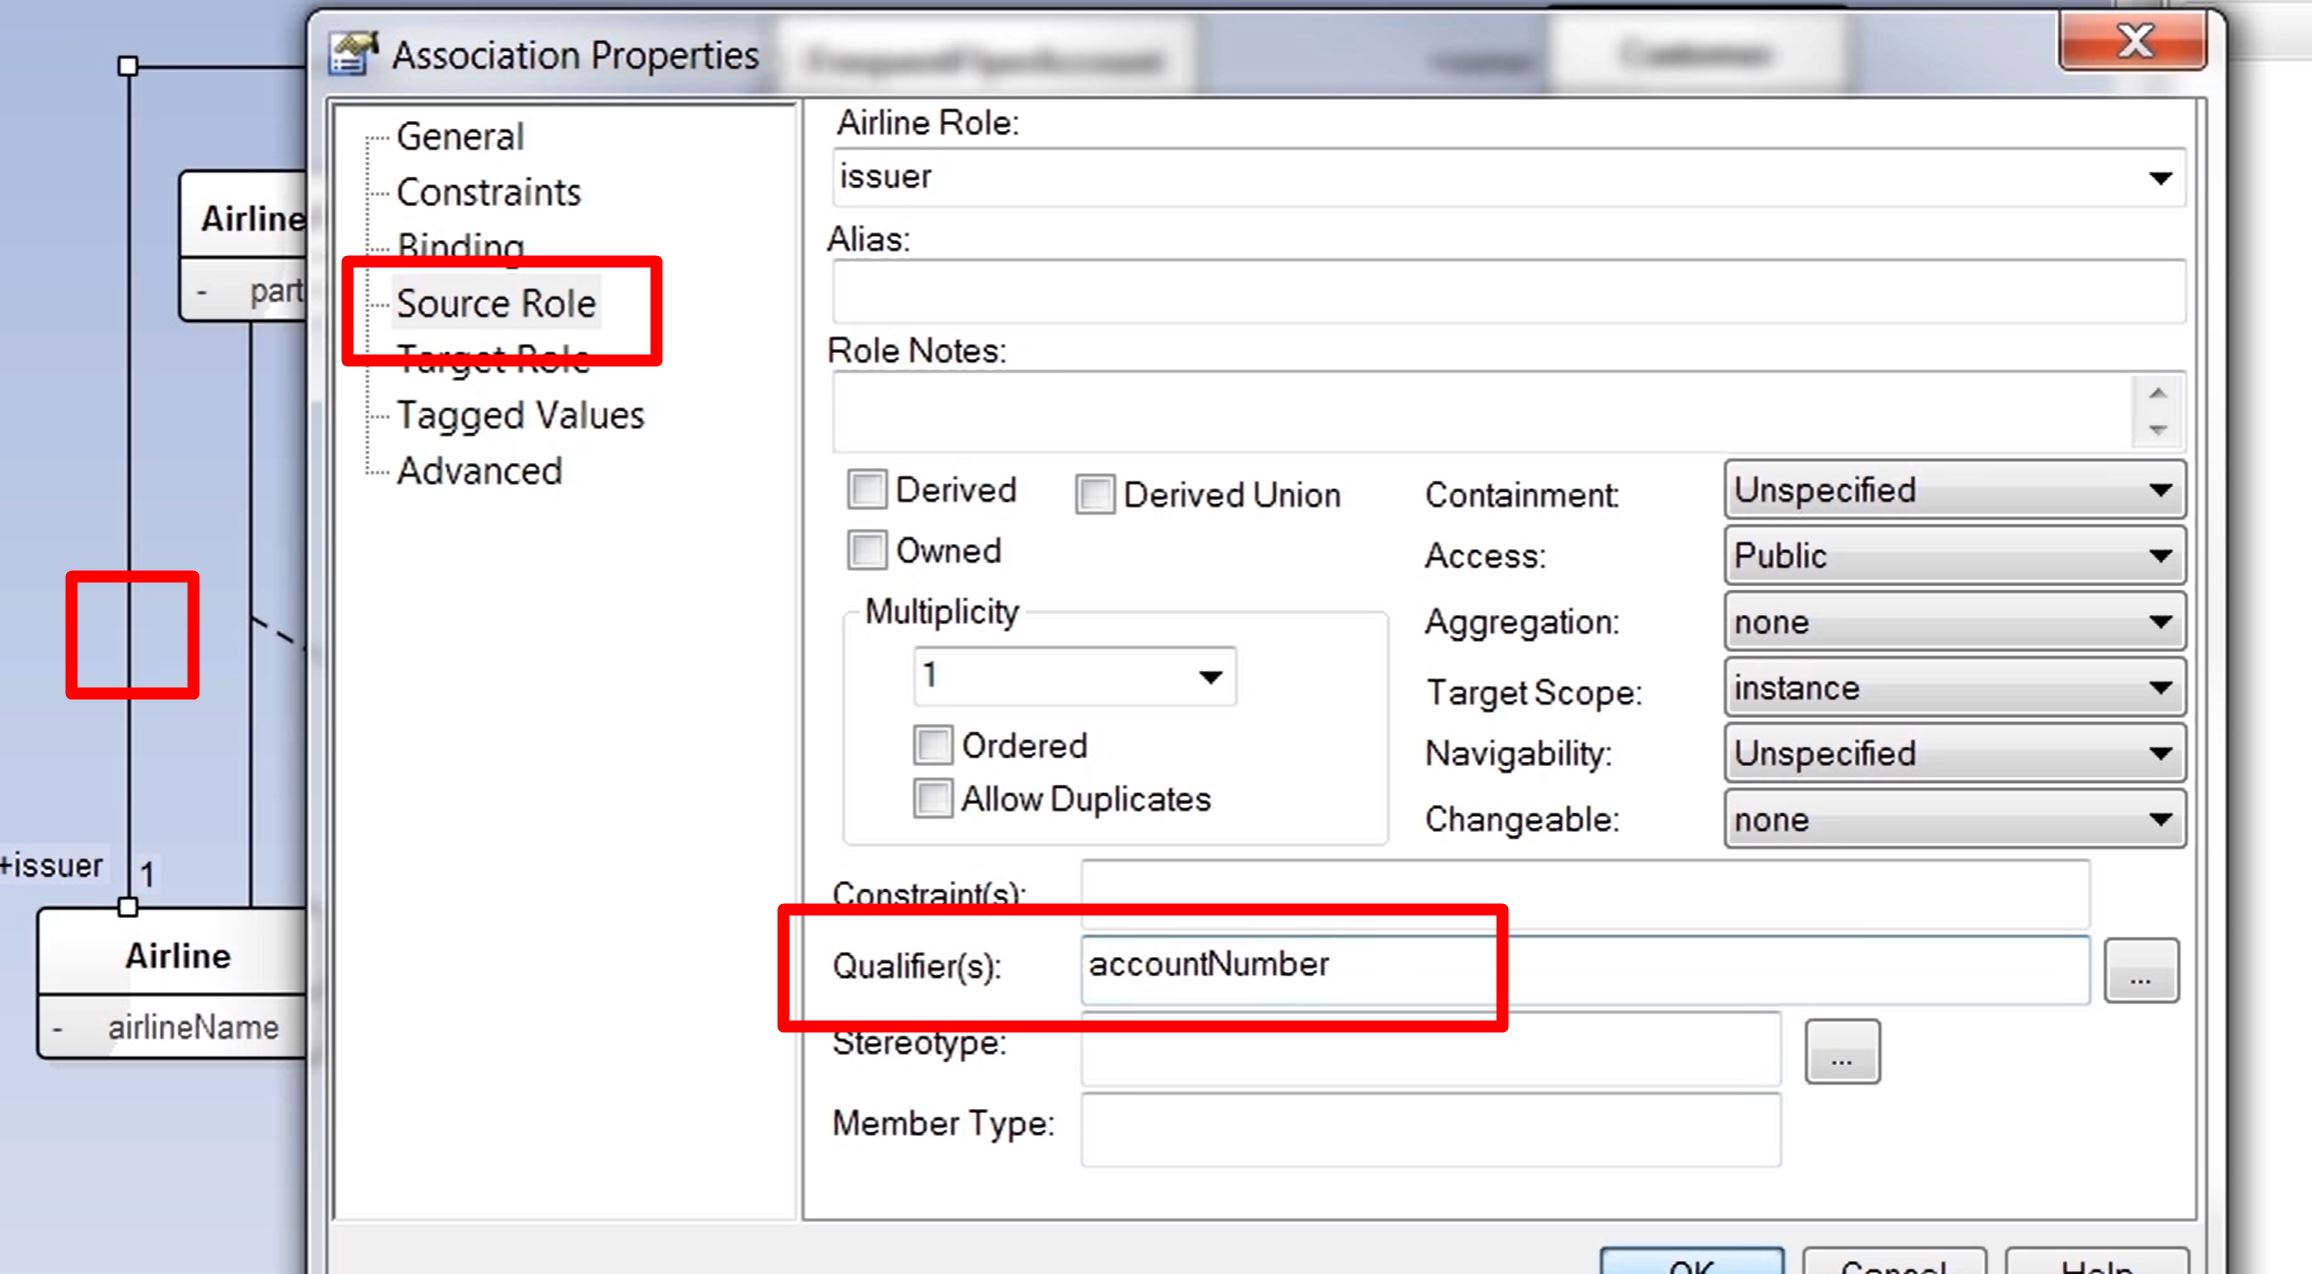 Association Properties
General
Constraints
Binding
Source Role
Target Role
Tagged Values
Advanced
Airline Role:
issuer
Alias:
Role Notes:
Derived
Derived Union
Owned
Multiplicity
1
Ordered
Allow Duplicates
Containment: Unspecified
Access: Public
Aggregation: none
Target Scope: instance
Navigability: Unspecified
Changeable: none
Constraint(s):
Qualifier(s): accountNumber ...
Stereotype: ...
Member Type:
OK Cancel Help
Airline
- part
+issuer 1
Airline
- airlineName